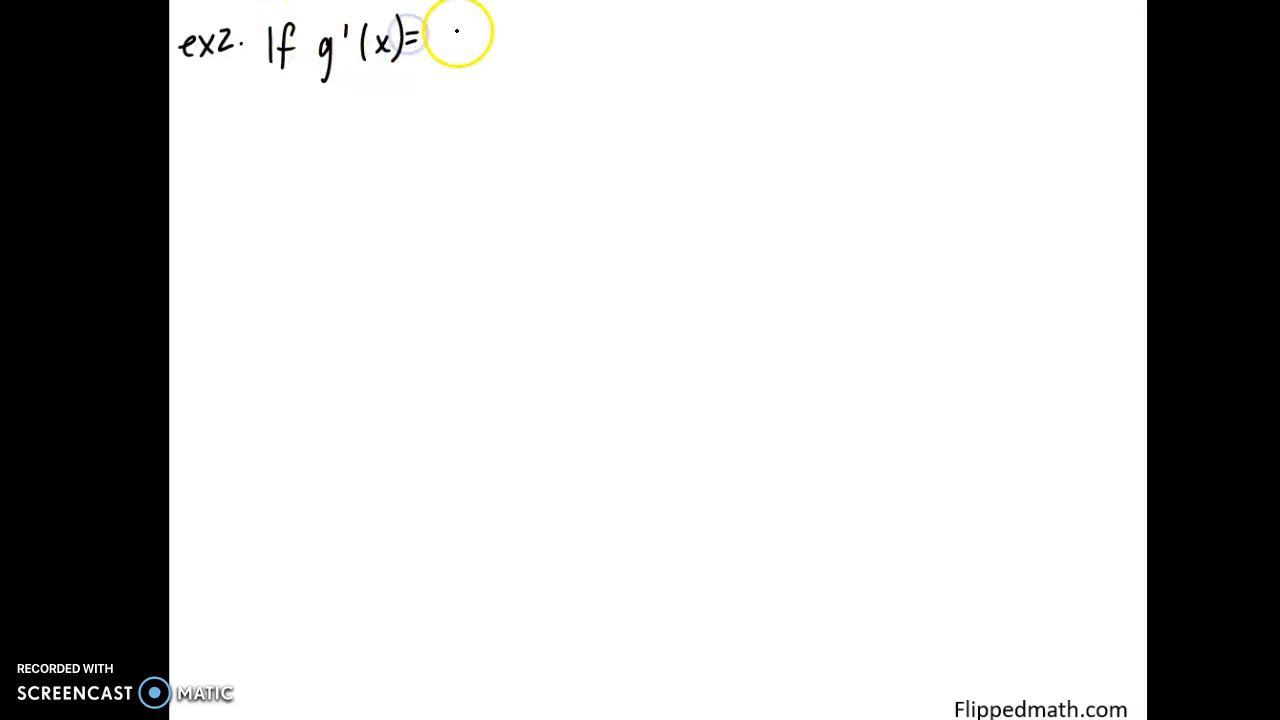 ex2. If g'(x)=
RECORDED WITH
SCREENCAST MATIC
Flippedmath.com